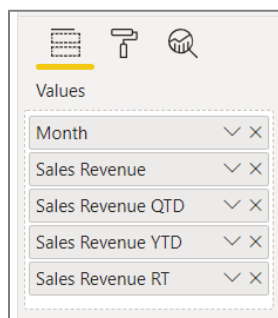 Values
Month
Sales Revenue
Sales Revenue QTD
Sales Revenue YTD
Sales Revenue RT